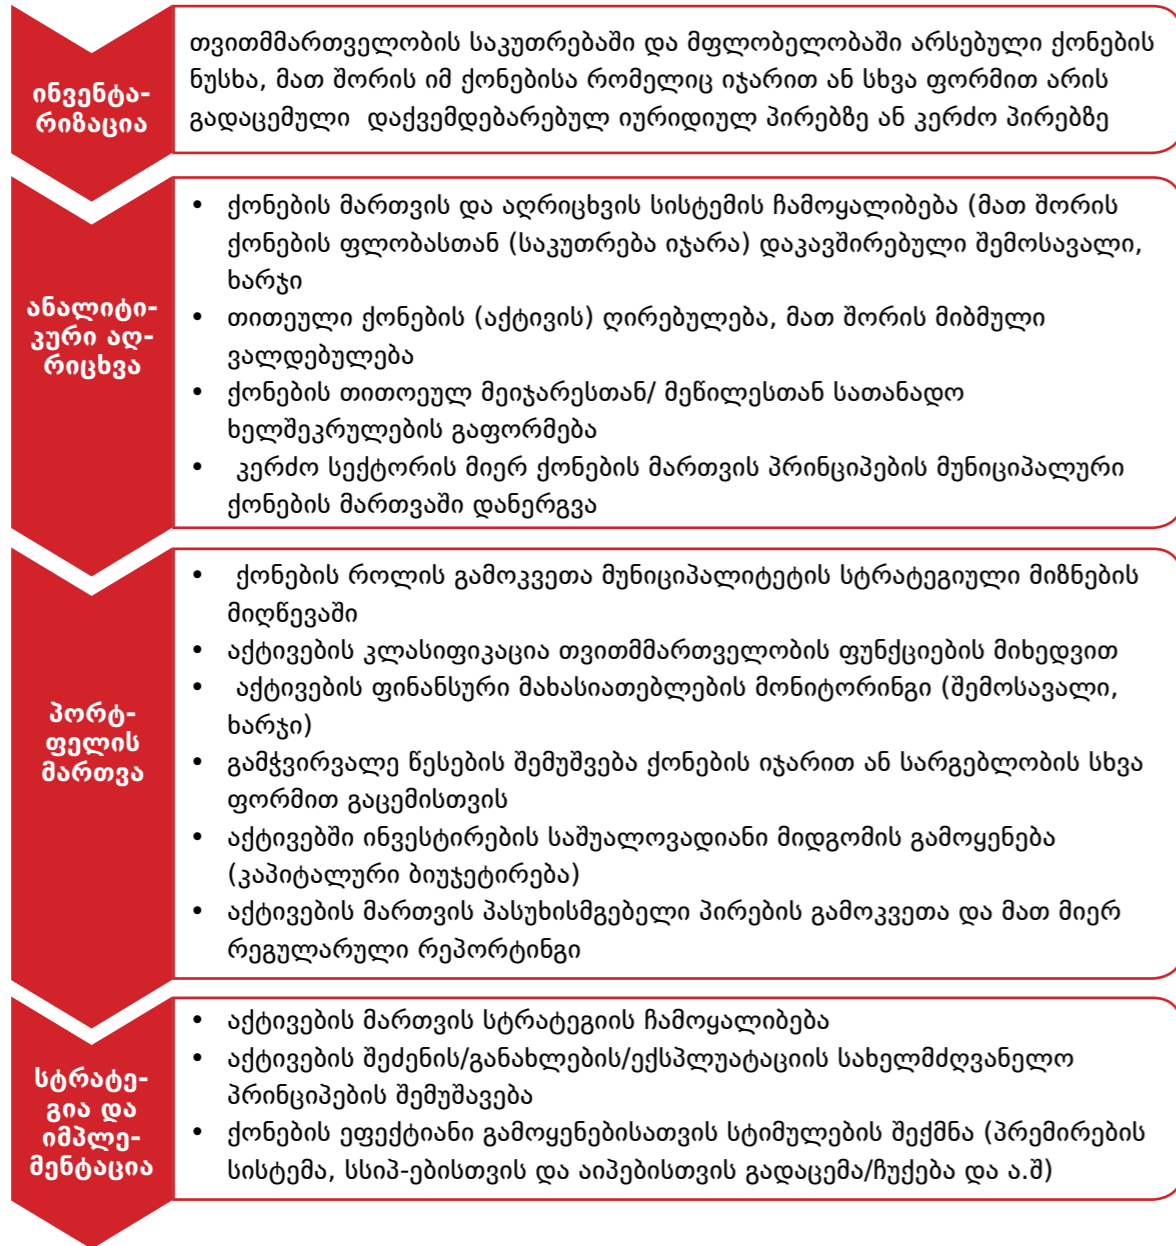 ინვენტა-
რიზაცია
თვითმმართველობის საკუთრებაში და მფლობელობაში არსებული ქონების
ნუსხა, მათ შორის იმ ქონებისა რომელიც იჯარით ან სხვა ფორმით არის
გადაცემული დაქვემდებარებულ იურიდიულ პირებზე ან კერძო პირებზე
ანალიტი-
კური აღ-
რიცხვა
• ქონების მართვის და აღრიცხვის სისტემის ჩამოყალიბება (მათ შორის
ქონების ფლობასთან (საკუთრება იჯარა) დაკავშირებული შემოსავალი,
ხარჯი
• თითეული ქონების (აქტივის) ღირებულება, მათ შორის მიბმული
ვალდებულება
• ქონების თითოეულ მეიჯარესთან/ მეწილესთან სათანადო
ხელშეკრულების გაფორმება
• კერძო სექტორის მიერ ქონების მართვის პრინციპების მუნიციპალური
ქონების მართვაში დანერგვა
პორტ-
ფელის
მართვა
• ქონების როლის გამოკვეთა მუნიციპალიტეტის სტრატეგიული მიზნების
მიღწევაში
• აქტივების კლასიფიკაცია თვითმმართველობის ფუნქციების მიხედვით
• აქტივების ფინანსური მახასიათებლების მონიტორინგი (შემოსავალი,
ხარჯი)
• გამჭვირვალე წესების შემუშვება ქონების იჯარით ან სარგებლობის სხვა
ფორმით გაცემისთვის
• აქტივებში ინვესტირების საშუალოვადიანი მიდგომის გამოყენება
(კაპიტალური ბიუჯეტირება)
• აქტივების მართვის პასუხისმგებელი პირების გამოკვეთა და მათ მიერ
რეგულარული რეპორტინგი
სტრატე-
გია და
იმპლე-
მენტაცია
• აქტივების მართვის სტრატეგიის ჩამოყალიბება
• აქტივების შეძენის/განახლების/ექსპლუატაციის სახელმძღვანელო
პრინციპების შემუშავება
• ქონების ეფექტიანი გამოყენებისათვის სტიმულების შექმნა (პრემირების
სისტემა, სსიპ-ებისთვის და აიპებისთვის გადაცემა/ჩუქება და ა.შ)